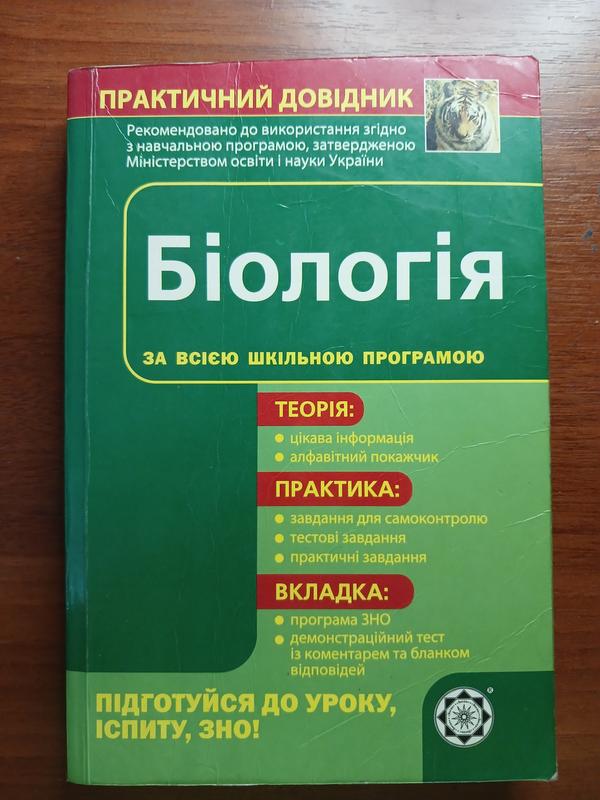 ПРАКТИЧНИЙ ДОВІДНИК
Рекомендовано до використання згідно
з навчальною програмою, затвердженою
Міністерством освіти і науки України
Біологія
ЗА ВСІЄЮ ШКІЛЬНОЮ ПРОГРАМОЮ
ТЕОРІЯ:
● цікава інформація
● алфавітний покажчик
ПРАКТИКА:
● завдання для самоконтролю
● тестові завдання
● практичні завдання
ВКЛАДКА:
● програма ЗНО
● демонстраційний тест
із коментарем та бланком
відповідей
ПІДГОТУЙСЯ ДО УРОКУ,
ІСПИТУ, ЗНО!
®